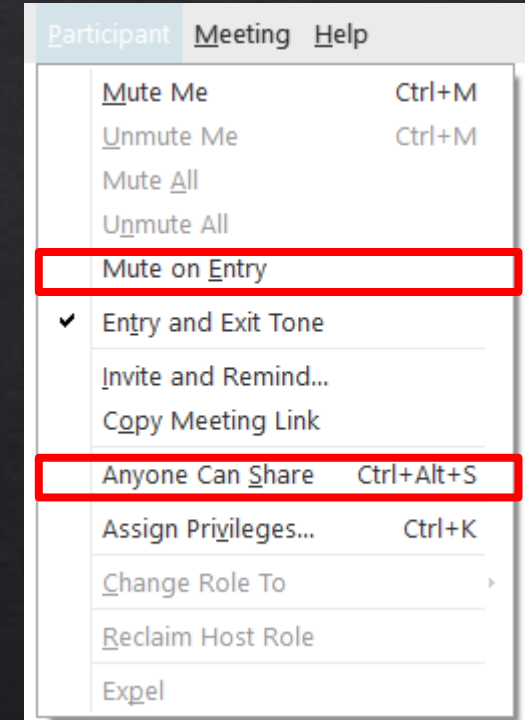 Participant Meeting Help
Mute Me Ctrl+M
Unmute Me Ctrl+M
Mute All
Unmute All
Mute on Entry
Entry and Exit Tone
Invite and Remind...
Copy Meeting Link
Anyone Can Share Ctrl+Alt+S
Assign Privileges... Ctrl+K
Change Role To
Reclaim Host Role
Expel